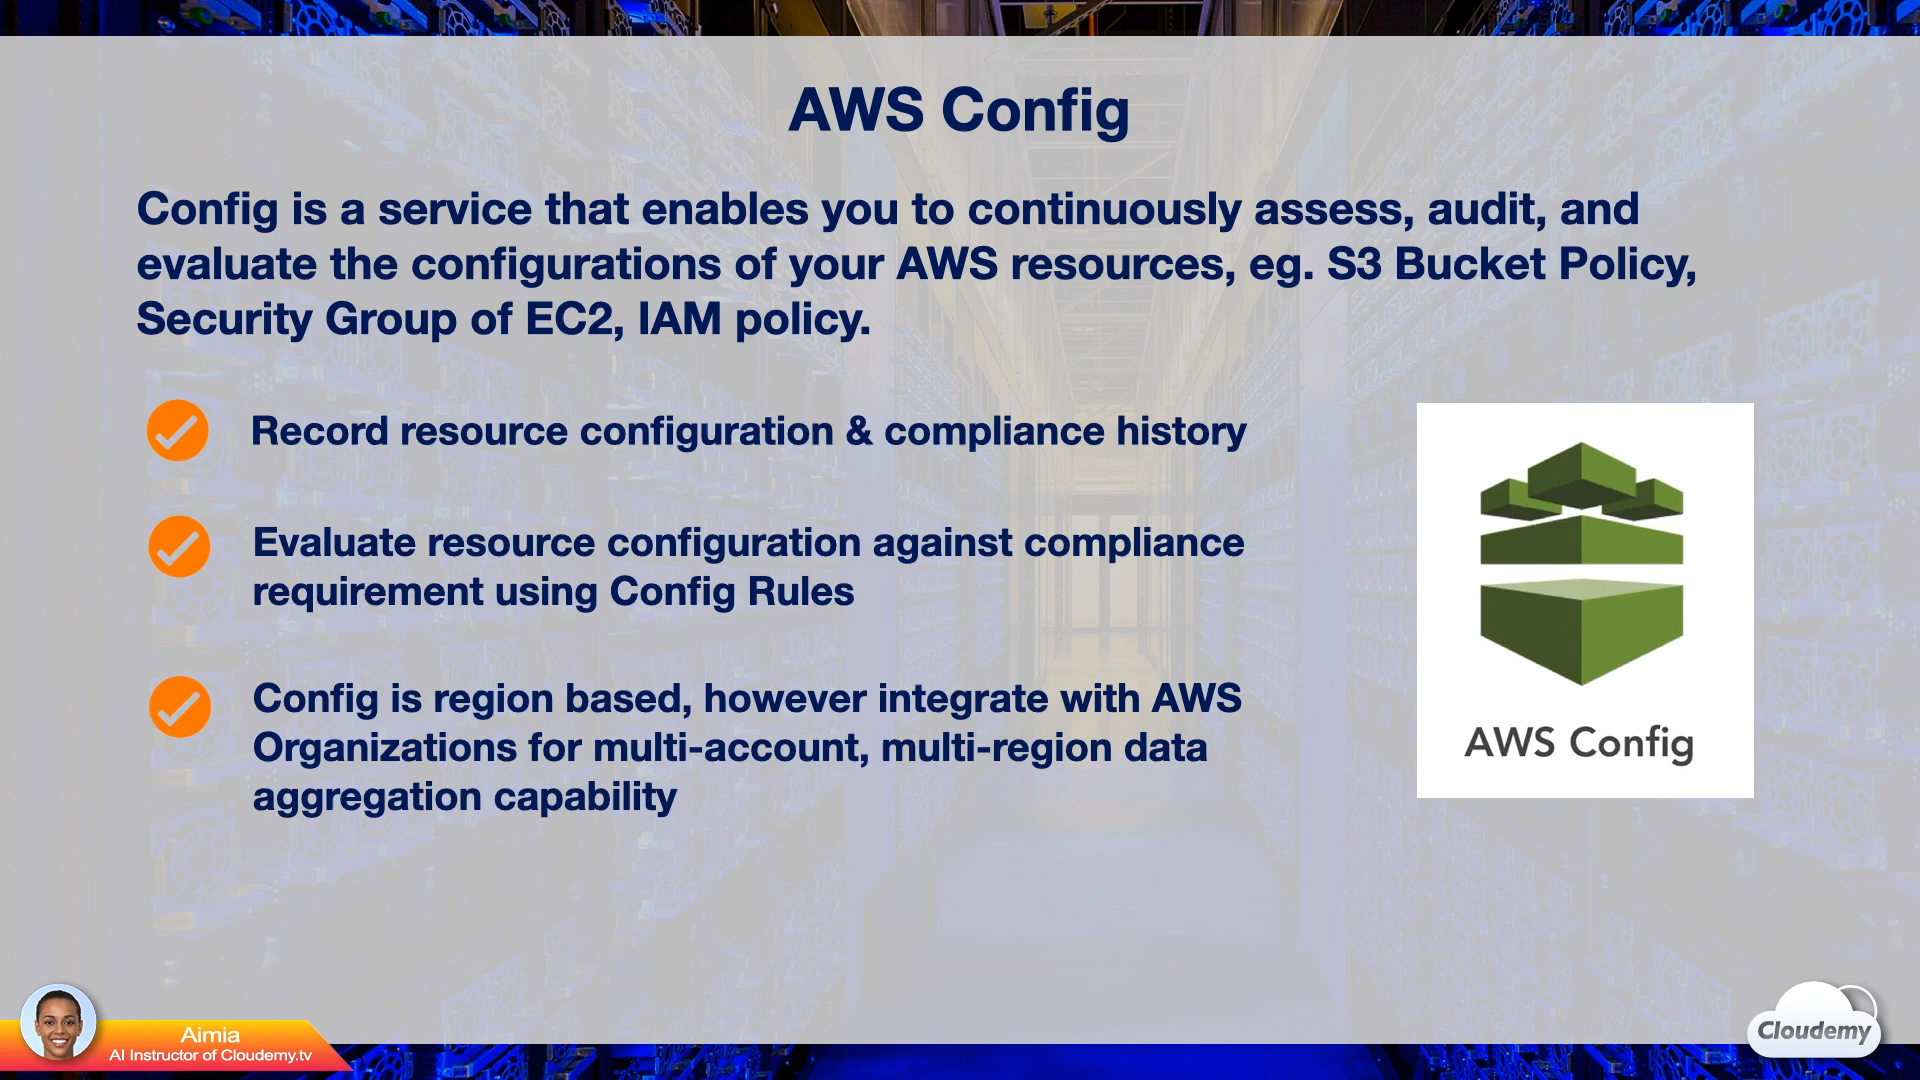 AWS Config
Config is a service that enables you to continuously assess, audit, and
evaluate the configurations of your AWS resources, eg. S3 Bucket Policy,
Security Group of EC2, IAM policy.
Record resource configuration & compliance history
Evaluate resource configuration against compliance
requirement using Config Rules
Config is region based, however integrate with AWS
Organizations for multi-account, multi-region data
aggregation capability
AWS Config
Aimia
AI Instructor of Cloudemy.tv
Cloudemy